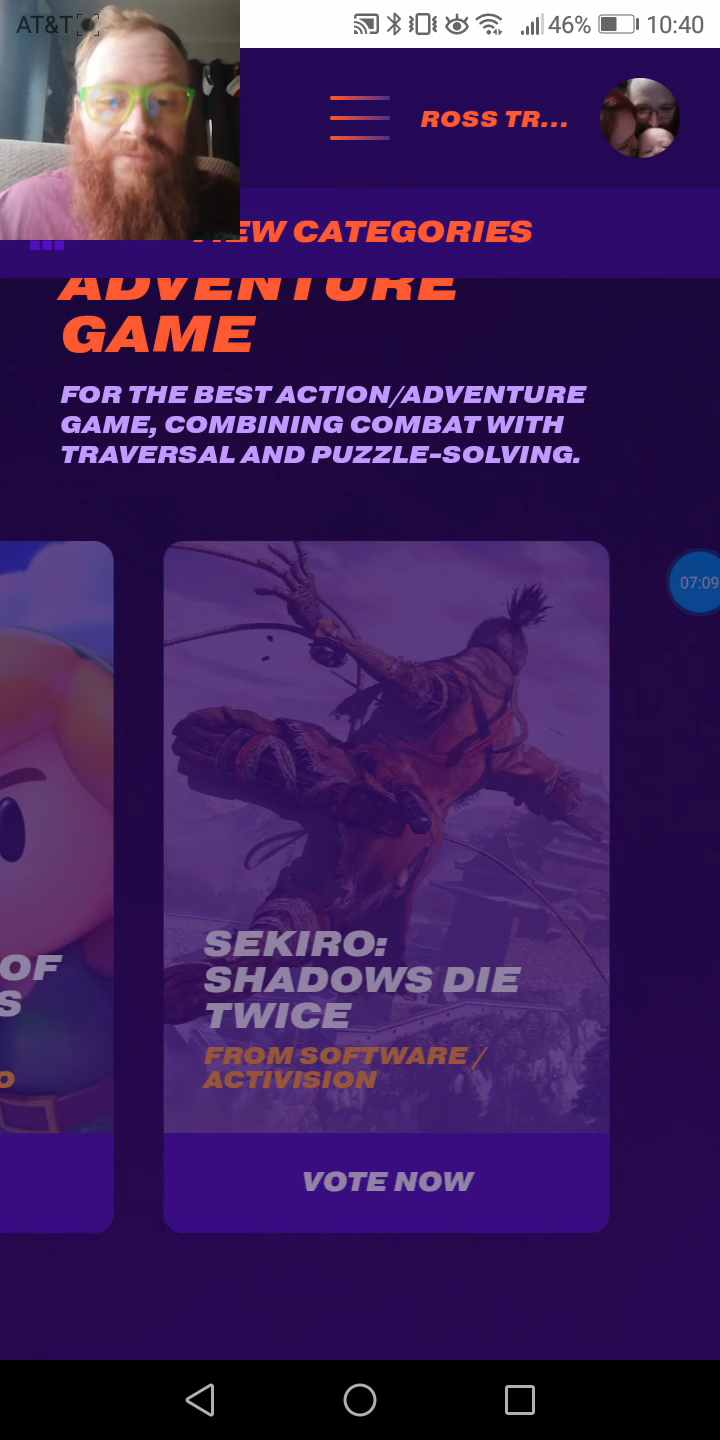 AT&T 46% 10:40
ROSS TR...
EW CATEGORIES
ADVENTURE
GAME
FOR THE BEST ACTION/ADVENTURE
GAME, COMBINING COMBAT WITH
TRAVERSAL AND PUZZLE-SOLVING.
07:09
OF
S
O
SEKIRO:
SHADOWS DIE
TWICE
FROM SOFTWARE /
ACTIVISION
VOTE NOW